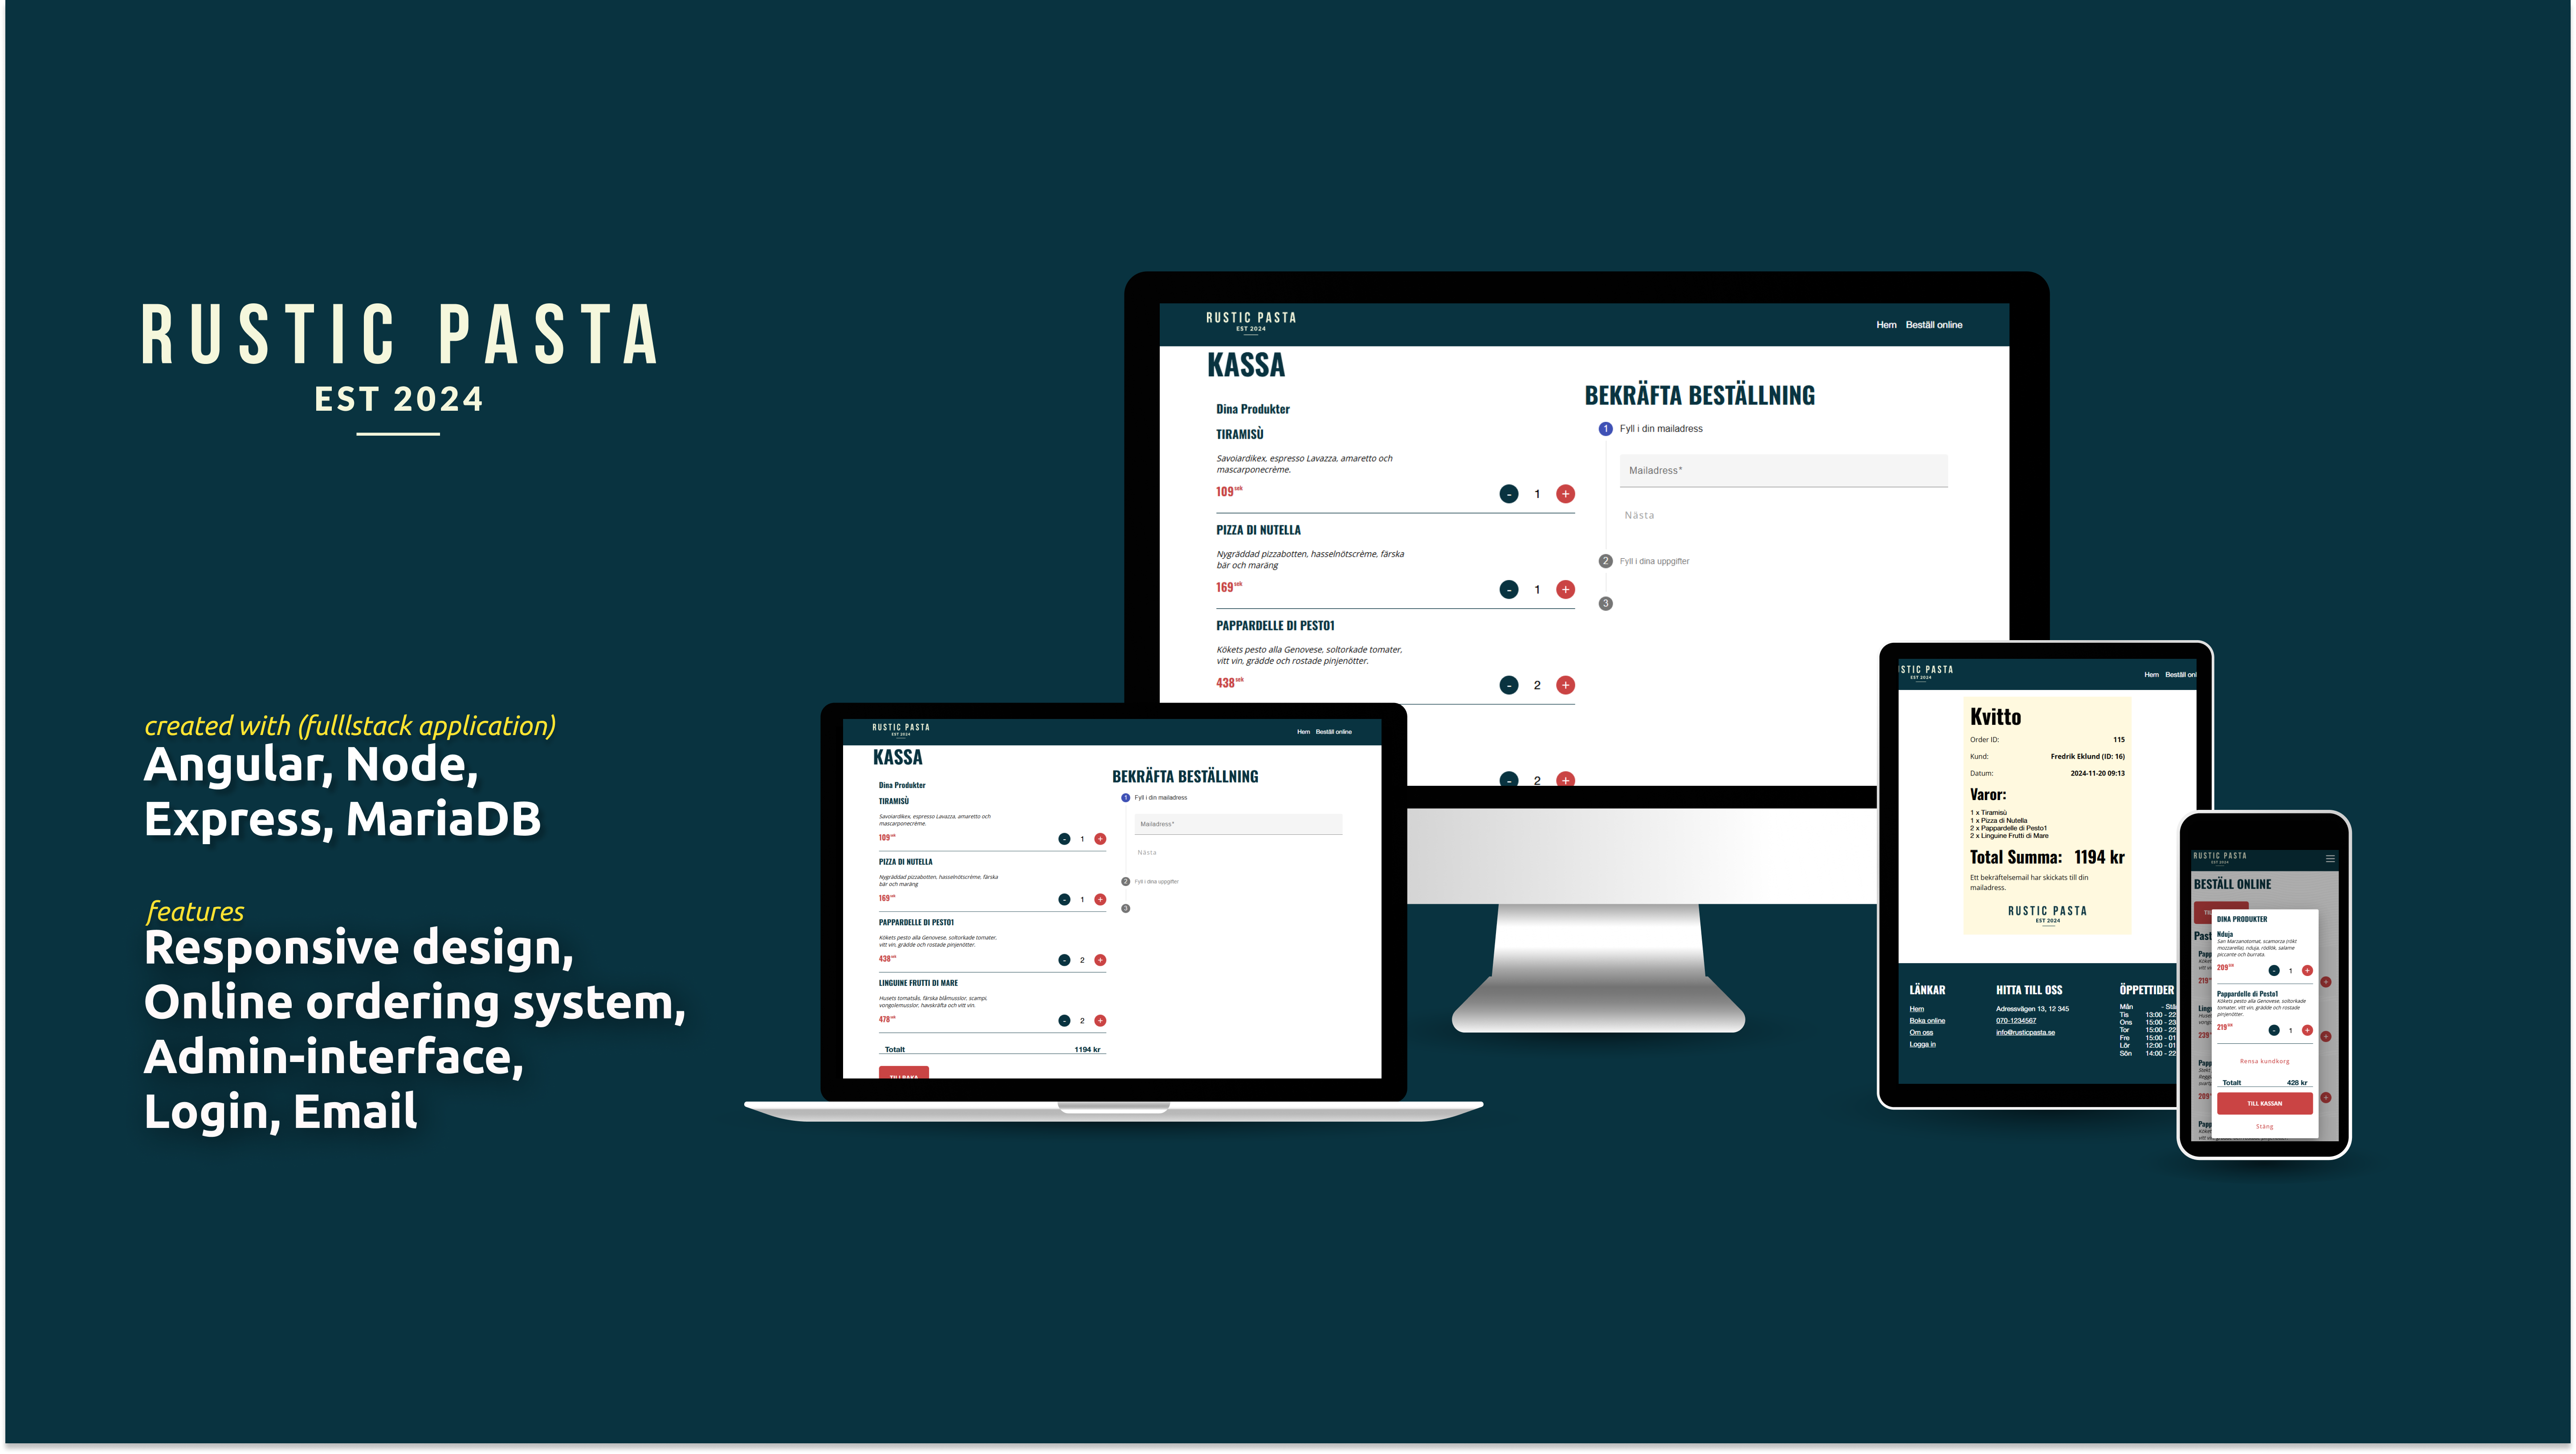 RUSTIC PASTA
EST 2024
created with (fulllstack application)
Angular, Node,
Express, MariaDB
features
Responsive design,
Online ordering system,
Admin-interface,
Login, Email
RUSTIC PASTA
EST 2024
Hem Beställ online
KASSA
Dina Produkter
TIRAMISÙ
Savoiardikex, espresso Lavazza, amaretto och
mascarponecrème.
109 sek
- 1 +
PIZZA DI NUTELLA
Nygräddad pizzabotten, hasselnötscrème, färska
bär och maräng
169 sek
- 1 +
PAPPARDELLE DI PESTO1
Kökets pesto alla Genovese, soltorkade tomater,
vitt vin, grädde och rostade pinjenötter.
438 sek
- 2 +
- 2 +
BEKRÄFTA BESTÄLLNING
1 Fyll i din mailadress
Mailadress*
Nästa
2 Fyll i dina uppgifter
3
RUSTIC PASTA
EST 2024
Hem Beställ online
KASSA
Dina Produkter
TIRAMISÙ
Savoiardikex, espresso Lavazza, amaretto och
mascarponecrème.
109 sek
- 1 +
PIZZA DI NUTELLA
Nygräddad pizzabotten, hasselnötscrème, färska
bär och maräng
169 sek
- 1 +
PAPPARDELLE DI PESTO1
Kökets pesto alla Genovese, soltorkade tomater,
vitt vin, grädde och rostade pinjenötter.
438 sek
- 2 +
LINGUINE FRUTTI DI MARE
Husets tomatsås, färska blåmusslor, scampi,
vongolemusslor, havskräfta och vitt vin.
478 sek
- 2 +
Totalt 1194 kr
TILLBAKA
BEKRÄFTA BESTÄLLNING
1 Fyll i din mailadress
Mailadress*
Nästa
2 Fyll i dina uppgifter
3
STIC PASTA
EST 2024
Hem Beställ onl
Kvitto
Order ID: 115
Kund: Fredrik Eklund (ID: 16)
Datum: 2024-11-20 09:13
Varor:
1 x Tiramisù
1 x Pizza di Nutella
2 x Pappardelle di Pesto1
2 x Linguine Frutti di Mare
Total Summa: 1194 kr
Ett bekräftelsemail har skickats till din
mailadress.
RUSTIC PASTA
EST 2024
LÄNKAR
Hem
Boka online
Om oss
Logga in
HITTA TILL OSS
Adressvägen 13, 12 345
070-1234567
info@rusticpasta.se
ÖPPETTIDER
Mån - Stä
Tis 13:00 - 22
Ons 15:00 - 23
Tor 15:00 - 22
Fre 15:00 - 01
Lör 12:00 - 01
Sön 14:00 - 22
RUSTIC PASTA
EST 2024
BESTÄLL ONLINE
DINA PRODUKTER
Nduja
San Marzanotomat, scamorza (rökt
mozzarella), nduja, rödlök, salame
piccante och burrata.
209 sek
- 1 +
Pappardelle di Pesto1
Kökets pesto alla Genovese, soltorkade
tomater, vitt vin, grädde och rostade
pinjenötter.
219 sek
- 1 +
Rensa kundkorg
Totalt 428 kr
TILL KASSAN
Stäng